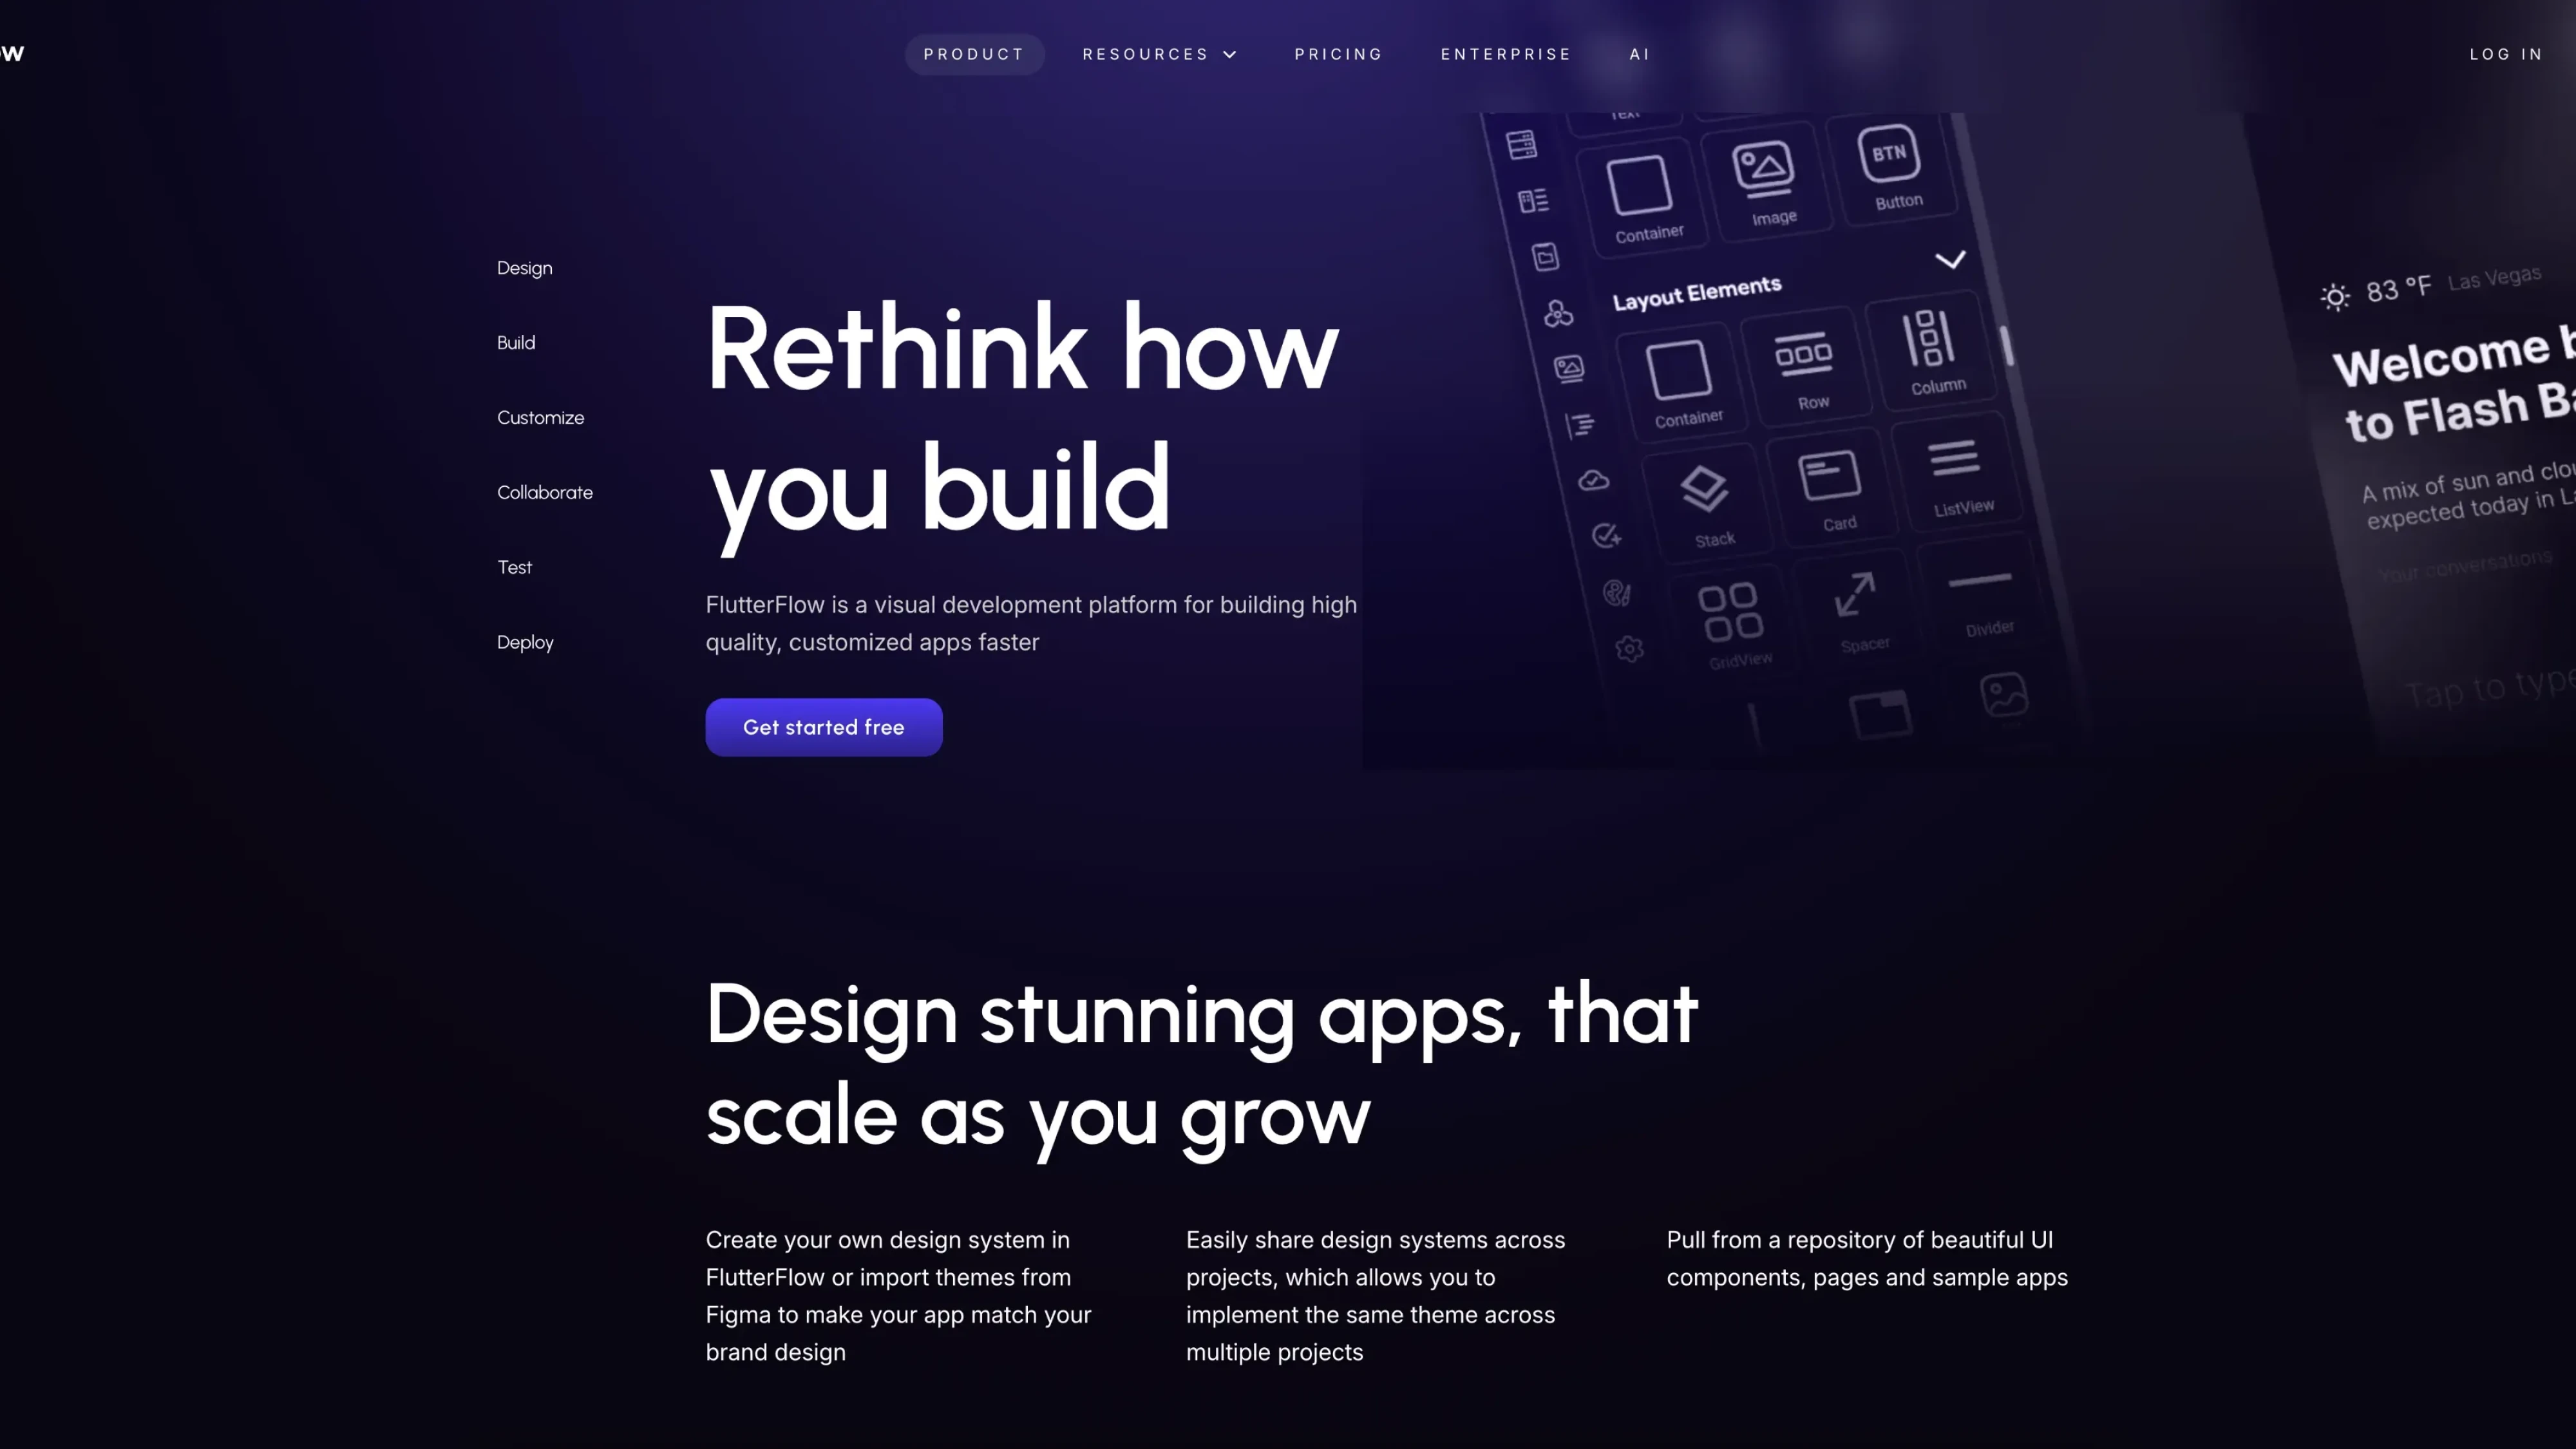 PRODUCT
RESOURCES
PRICING
ENTERPRISE
AI
LOG IN
Design
Build
Customize
Collaborate
Test
Deploy
Rethink how
you build
FlutterFlow is a visual development platform for building high
quality, customized apps faster
Get started free
Text
Container
Image
BTN
Button
Layout Elements
Container
Row
Column
Stack
Card
ListView
GridView
Spacer
Divider
83 °F Las Vegas
Welcome
to Flash
A mix of sun and
expected today in
Your conversations
Tap to type
Design stunning apps, that
scale as you grow
Create your own design system in
FlutterFlow or import themes from
Figma to make your app match your
brand design
Easily share design systems across
projects, which allows you to
implement the same theme across
multiple projects
Pull from a repository of beautiful UI
components, pages and sample apps